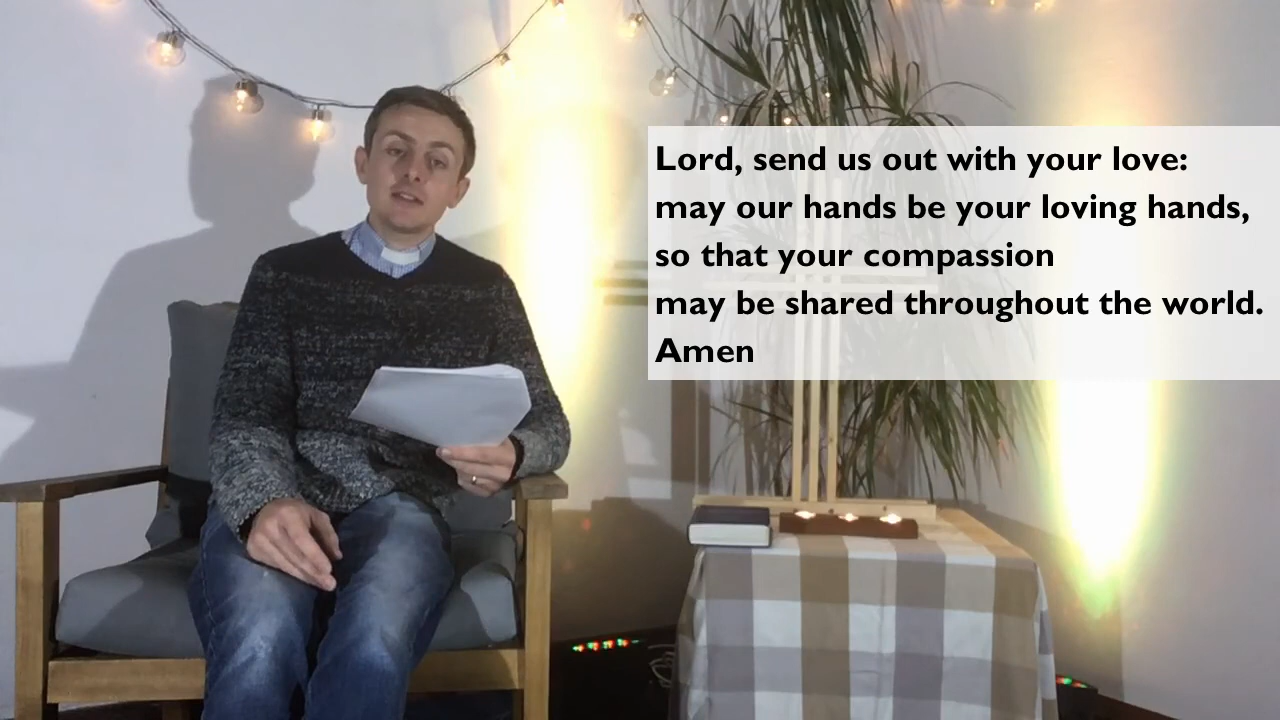 Lord, send us out with your love:
may our hands be your loving hands,
so that your compassion
may be shared throughout the world.
Amen